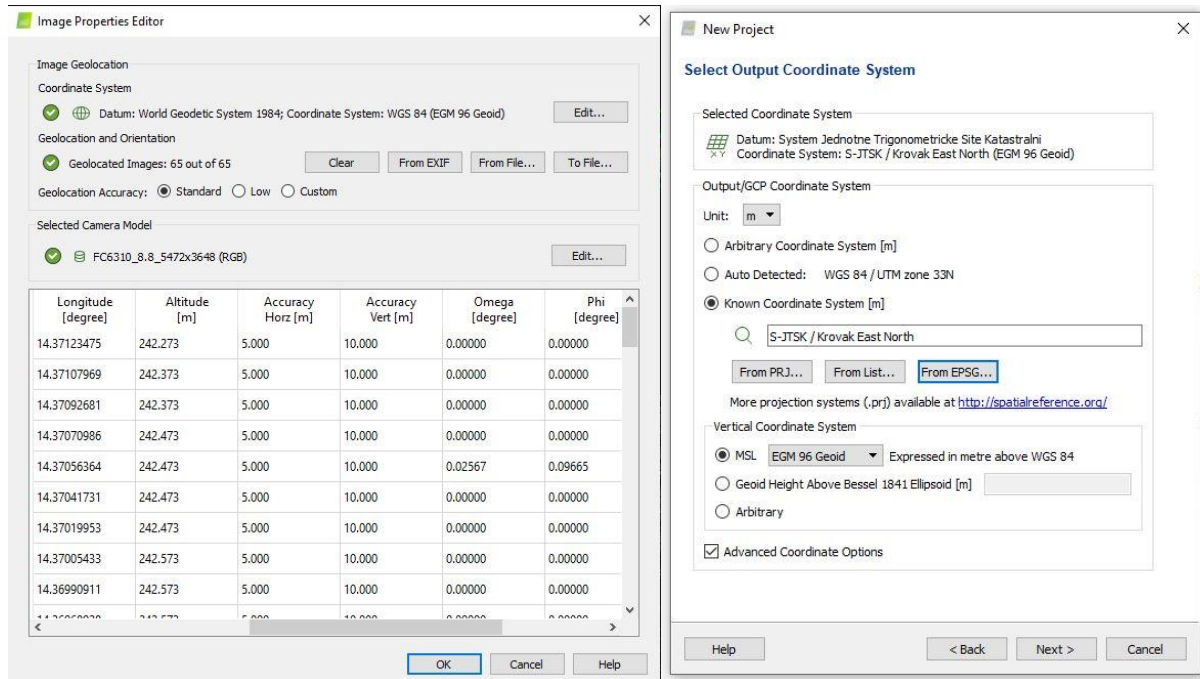 Image Properties Editor
Image Geolocation
Coordinate System
Datum: World Geodetic System 1984; Coordinate System: WGS 84 (EGM 96 Geoid)
Edit...
Geolocation and Orientation
Geolocated Images: 65 out of 65
Clear
From EXIF
From File...
To File...
Geolocation Accuracy: Standard Low Custom
Selected Camera Model
FC6310_8.8_5472x3648 (RGB)
Edit...
Longitude [degree] Altitude [m] Accuracy Horz [m] Accuracy Vert [m] Omega [degree] Phi [degree]
14.37123475 242.273 5.000 10.000 0.00000 0.00000
14.37107969 242.373 5.000 10.000 0.00000 0.00000
14.37092681 242.373 5.000 10.000 0.00000 0.00000
14.37070986 242.473 5.000 10.000 0.00000 0.00000
14.37056364 242.473 5.000 10.000 0.02567 0.09665
14.37041731 242.473 5.000 10.000 0.00000 0.00000
14.37019953 242.473 5.000 10.000 0.00000 0.00000
14.37005433 242.573 5.000 10.000 0.00000 0.00000
14.36990911 242.573 5.000 10.000 0.00000 0.00000
OK
Cancel
Help
New Project
Select Output Coordinate System
Selected Coordinate System
Datum: System Jednotne Trigonometricke Site Katastralni
XY Coordinate System: S-JTSK / Krovak East North (EGM 96 Geoid)
Output/GCP Coordinate System
Unit: m
Arbitrary Coordinate System [m]
Auto Detected: WGS 84 / UTM zone 33N
Known Coordinate System [m]
S-JTSK / Krovak East North
From PRJ...
From List...
From EPSG...
More projection systems (.prj) available at http://spatialreference.org/
Vertical Coordinate System
MSL EGM 96 Geoid Expressed in metre above WGS 84
Geoid Height Above Bessel 1841 Ellipsoid [m]
Arbitrary
Advanced Coordinate Options
Help
< Back
Next >
Cancel